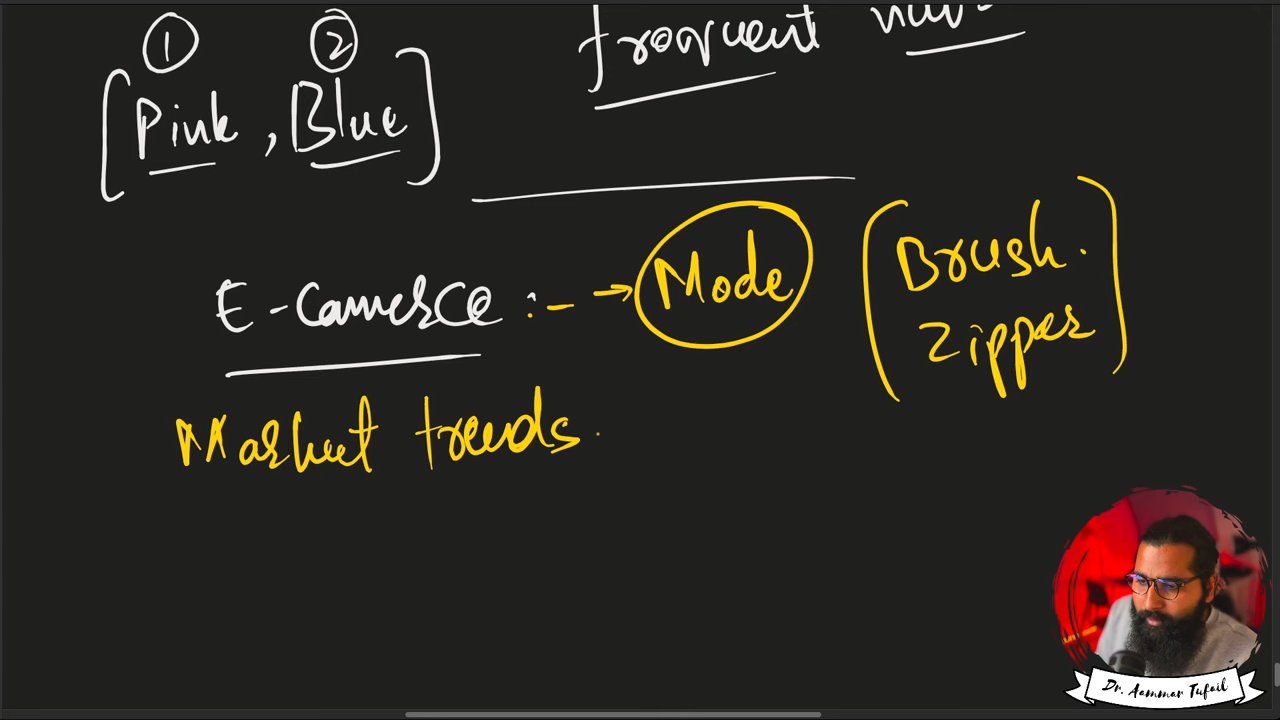 ① ②
[Pink, Blue]
frequent
E-Camerce :- → Mode
(Brush.
Zipper)
Market trends.
Dr. Aammar Tufail